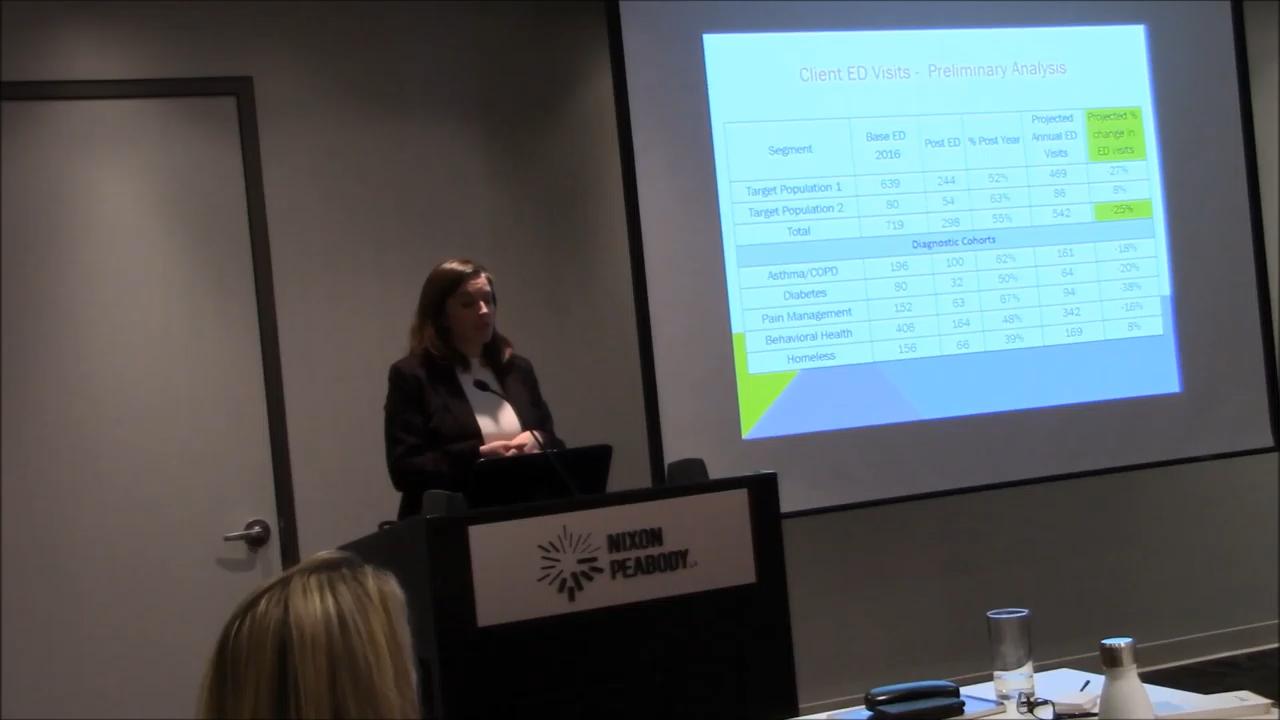 Client ED Visits - Preliminary Analysis
Segment Base ED 2016 Post ED % Post Year Projected Annual ED Visits Projected % change in ED visits
Target Population 1 639 244 52% 469 -27%
Target Population 2 80 54 63% 86 8%
Total 719 298 55% 542 -25%
Diagnostic Cohorts
Asthma/COPD 196 100 62% 161 -18%
Diabetes 80 32 50% 64 -20%
Pain Management 152 63 67% 94 -38%
Behavioral Health 406 164 48% 342 -16%
Homeless 156 66 39% 169 8%
NIXON
PEABODY